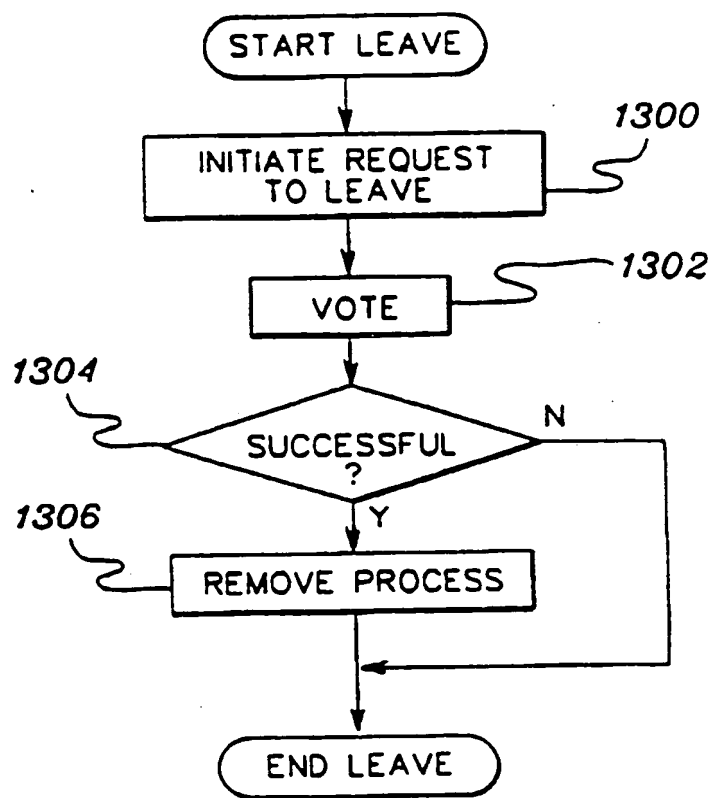 START LEAVE
1300
INITIATE REQUEST
TO LEAVE
1302
VOTE
1304
N
SUCCESSFUL
?
Y
1306
REMOVE PROCESS
END LEAVE